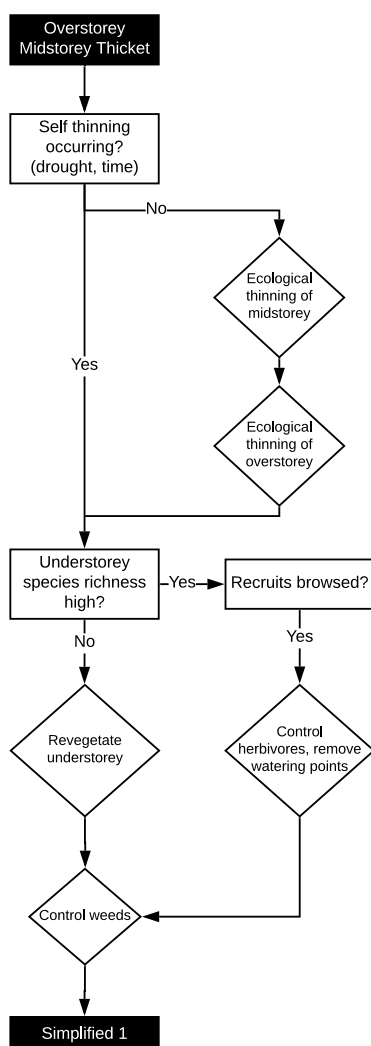 Overstorey
Midstorey Thicket
Self thinning
occurring?
(drought, time)
No
Ecological
thinning of
midstorey
Yes
Ecological
thinning of
overstorey
Understorey
species richness
high?
Yes
Recruits browsed?
No
Yes
Revegetate
understorey
Control
herbivores, remove
watering points
Control weeds
Simplified 1